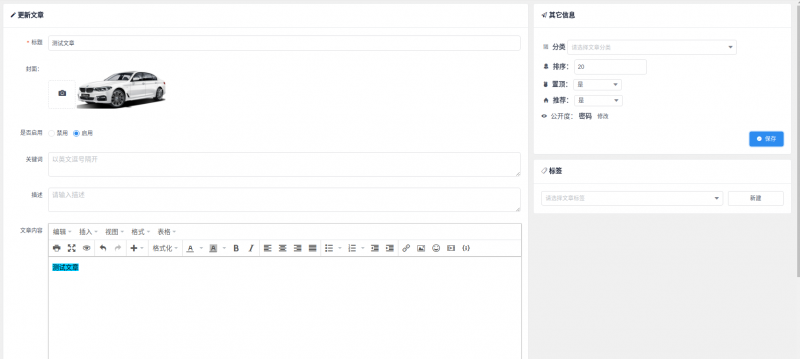 更新文章
* 标题
测试文章
封面：
是否启用
禁用
启用
关键词
以英文逗号隔开
描述
请输入描述
文章内容
编辑
插入
视图
格式
表格
格式化
A
A
B
I
测试文章
其它信息
分类
请选择文章分类
排序：
20
置顶：
是
推荐：
是
公开度：
密码
修改
保存
标签
请选择文章标签
新建